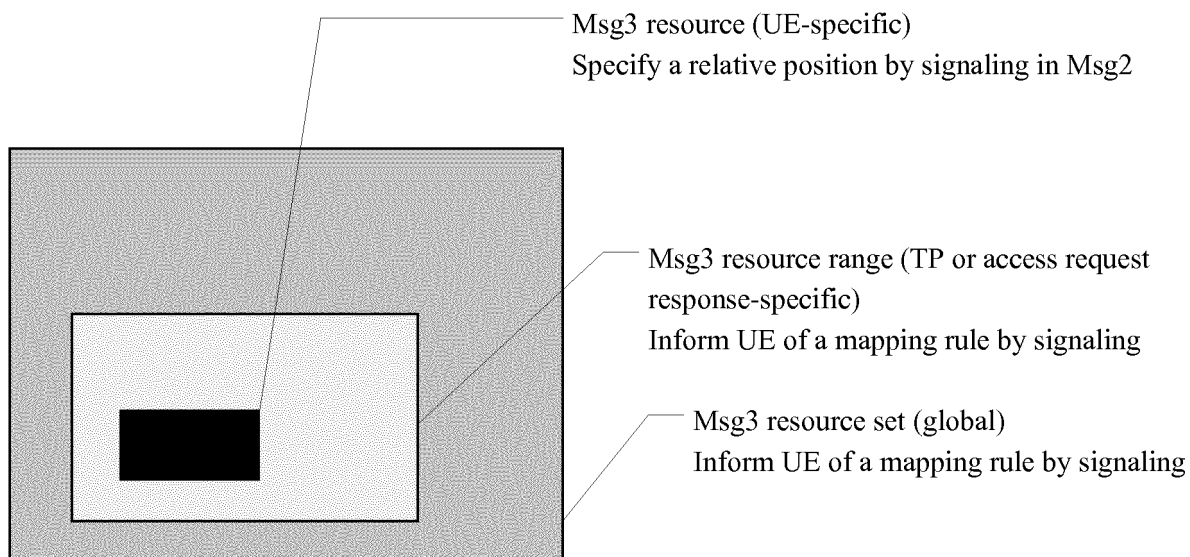 Msg3 resource (UE-specific)
Specify a relative position by signaling in Msg2
Msg3 resource range (TP or access request
response-specific)
Inform UE of a mapping rule by signaling
Msg3 resource set (global)
Inform UE of a mapping rule by signaling